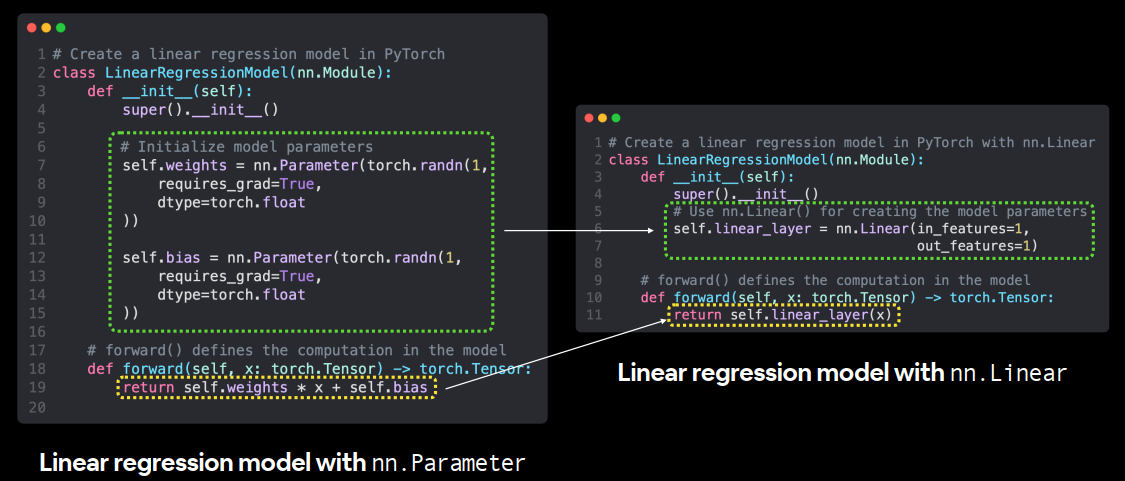 1 # Create a linear regression model in PyTorch
2 class LinearRegressionModel(nn.Module):
3     def __init__(self):
4         super().__init__()
5
6         # Initialize model parameters
7         self.weights = nn.Parameter(torch.randn(1,
8             requires_grad=True,
9             dtype=torch.float
10         ))
11
12         self.bias = nn.Parameter(torch.randn(1,
13             requires_grad=True,
14             dtype=torch.float
15         ))
16
17     # forward() defines the computation in the model
18     def forward(self, x: torch.Tensor) -> torch.Tensor:
19         return self.weights * x + self.bias
20
Linear regression model with nn.Parameter
1 # Create a linear regression model in PyTorch with nn.Linear
2 class LinearRegressionModel(nn.Module):
3     def __init__(self):
4         super().__init__()
5         # Use nn.Linear() for creating the model parameters
6         self.linear_layer = nn.Linear(in_features=1,
7                                       out_features=1)
8
9     # forward() defines the computation in the model
10     def forward(self, x: torch.Tensor) -> torch.Tensor:
11         return self.linear_layer(x)
Linear regression model with nn.Linear